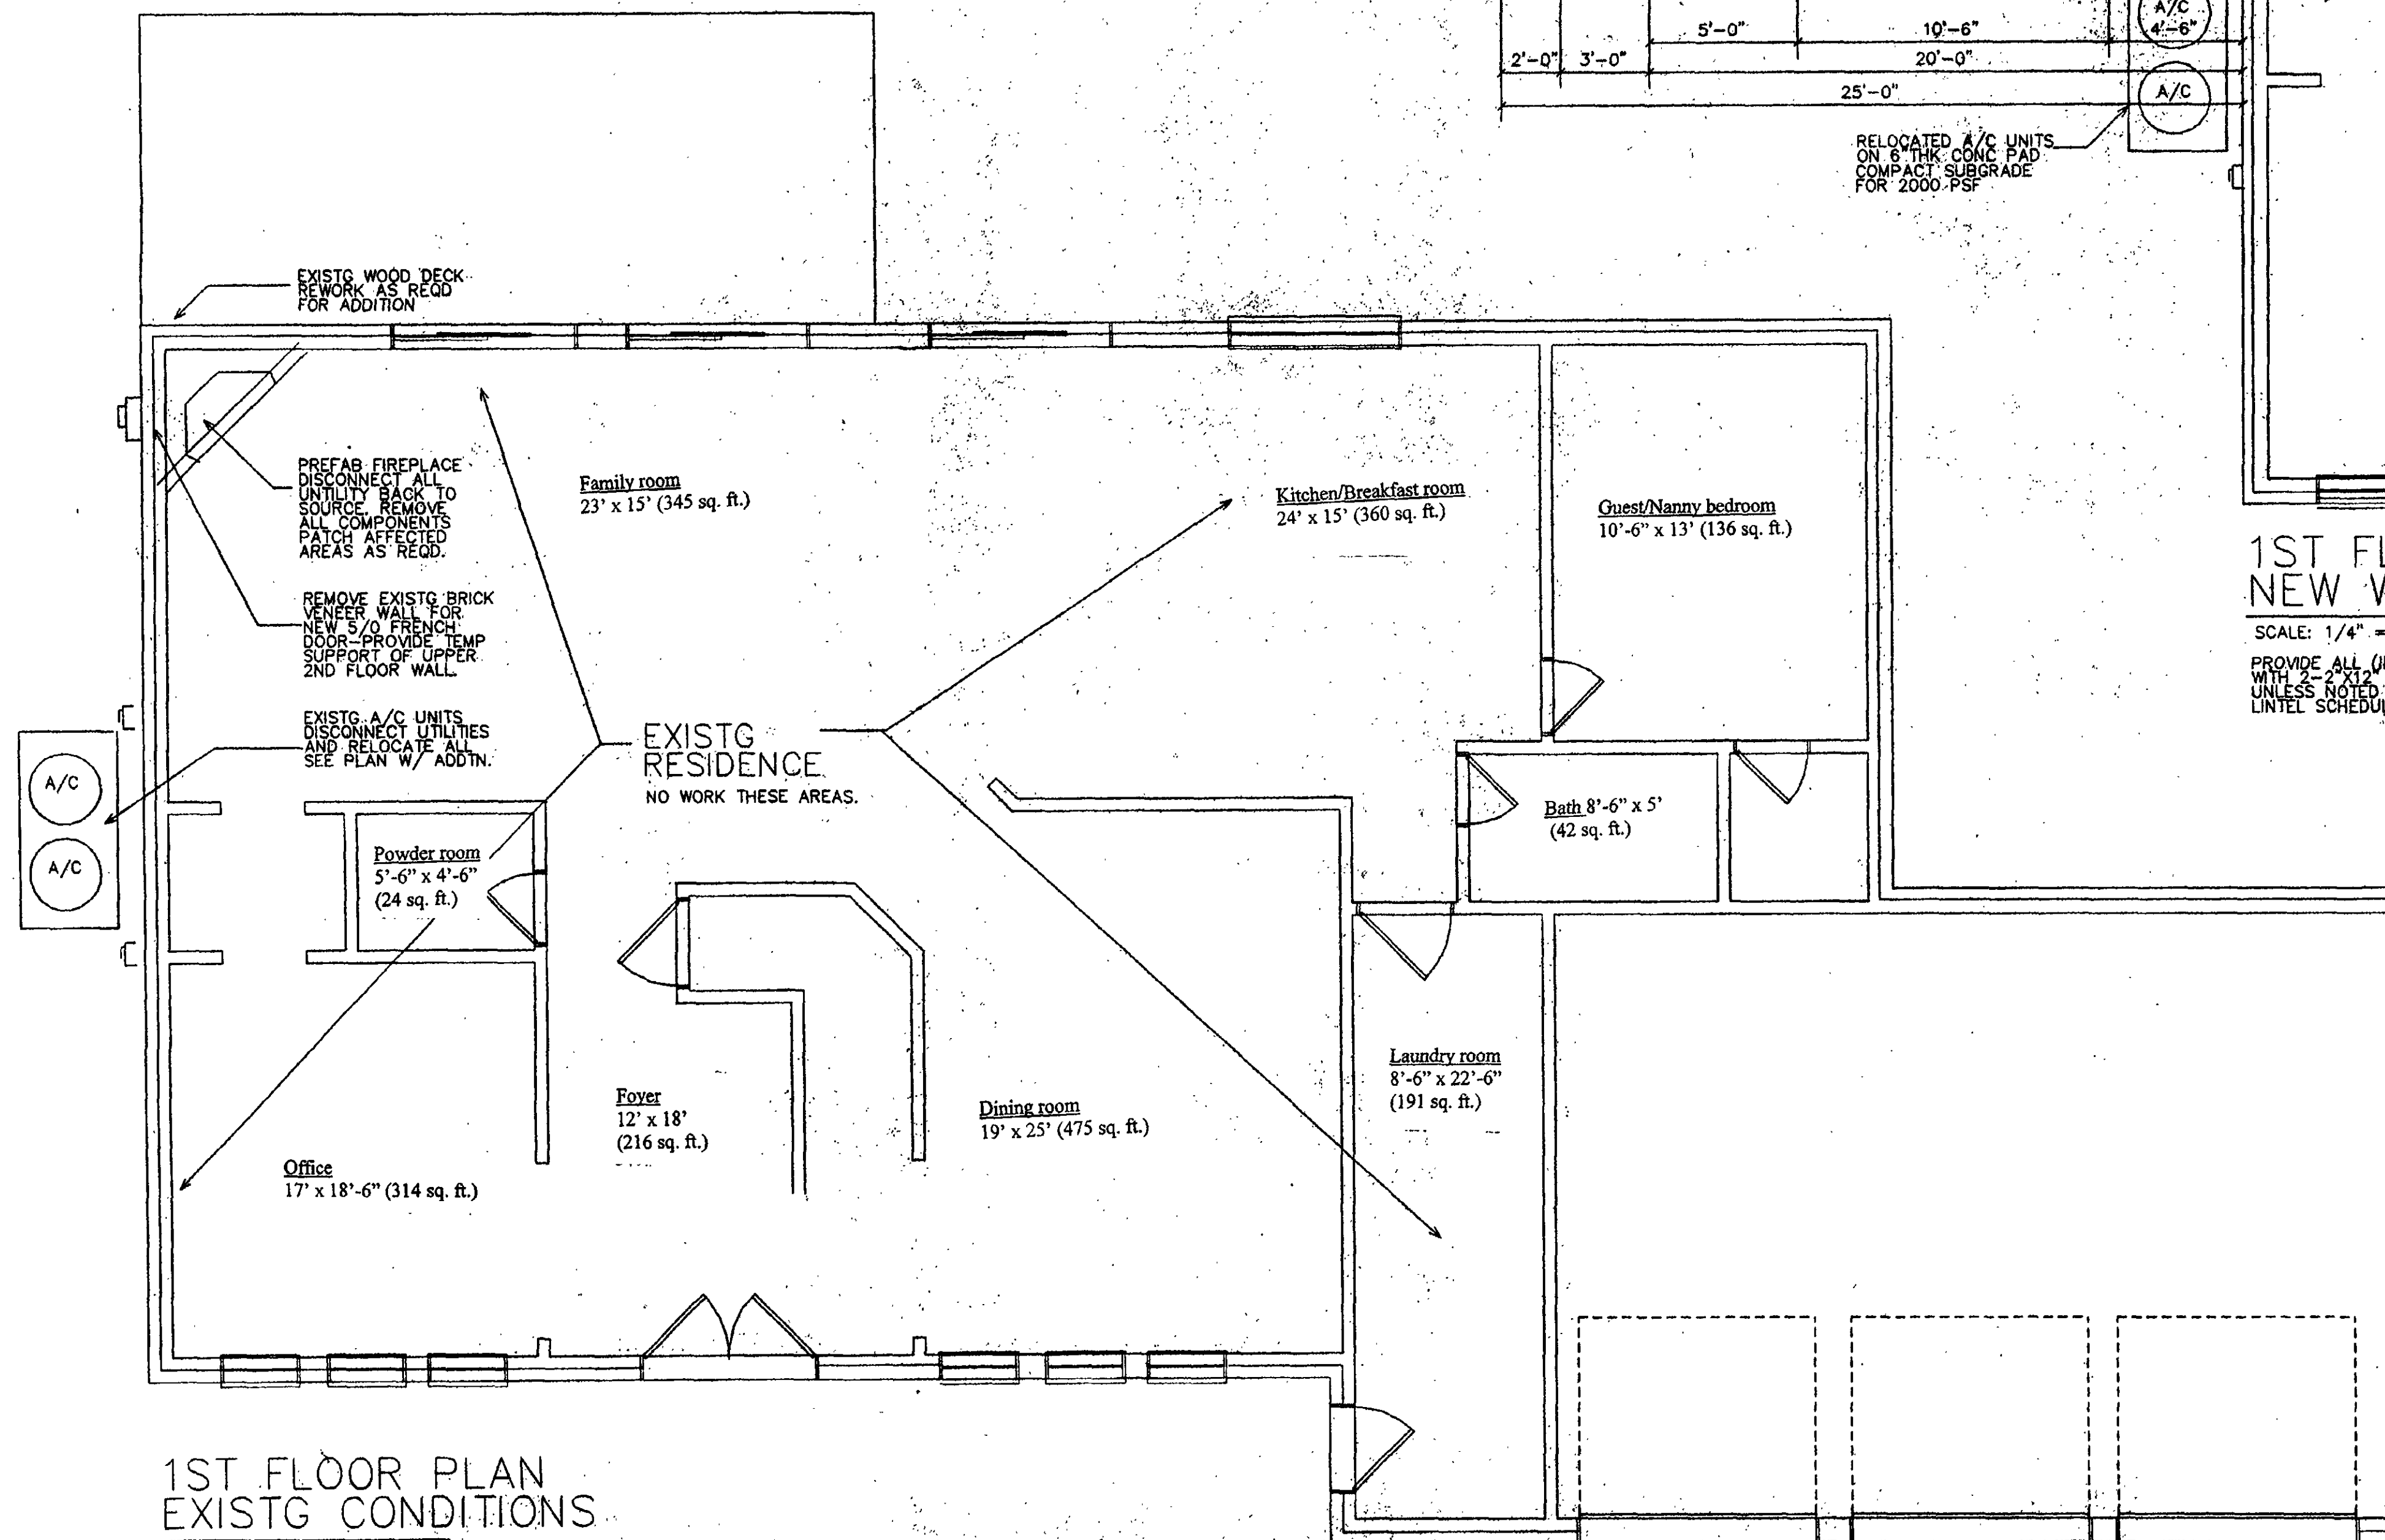 A/C
5'-0"
10'-6"
4'-6"
2'-0"
3'-0"
20'-0"
25'-0"
A/C
RELOCATED A/C UNITS
ON 6"THK CONC PAD
COMPACT SUBGRADE
FOR 2000 PSF
EXISTG WOOD DECK
REWORK AS REQD
FOR ADDITION
PREFAB FIREPLACE
DISCONNECT ALL
UNTILITY BACK TO
SOURCE, REMOVE
ALL COMPONENTS
PATCH AFFECTED
AREAS AS REQD.
Family room
23' x 15' (345 sq. ft.)
Kitchen/Breakfast room
24' x 15' (360 sq. ft.)
Guest/Nanny bedroom
10'-6" x 13' (136 sq. ft.)
1ST FL
NEW W
SCALE: 1/4" =
PROVIDE ALL
WITH 2-2"X12"
UNLESS NOTED
LINTEL SCHEDUL
REMOVE EXISTG BRICK
VENEER WALL FOR
NEW 5/0 FRENCH
DOOR-PROVIDE TEMP
SUPPORT OF UPPER
2ND FLOOR WALL
EXISTG A/C UNITS
DISCONNECT UTILITIES
AND RELOCATE ALL
SEE PLAN W/ ADDTN.
EXISTG
RESIDENCE
NO WORK THESE AREAS.
A/C
A/C
Powder room
5'-6" x 4'-6"
(24 sq. ft.)
Bath 8'-6" x 5'
(42 sq. ft.)
Laundry room
8'-6" x 22'-6"
(191 sq. ft.)
Foyer
12' x 18'
(216 sq. ft.)
Dining room
19' x 25' (475 sq. ft.)
Office
17' x 18'-6" (314 sq. ft.)
1ST FLOOR PLAN
EXISTG CONDITIONS